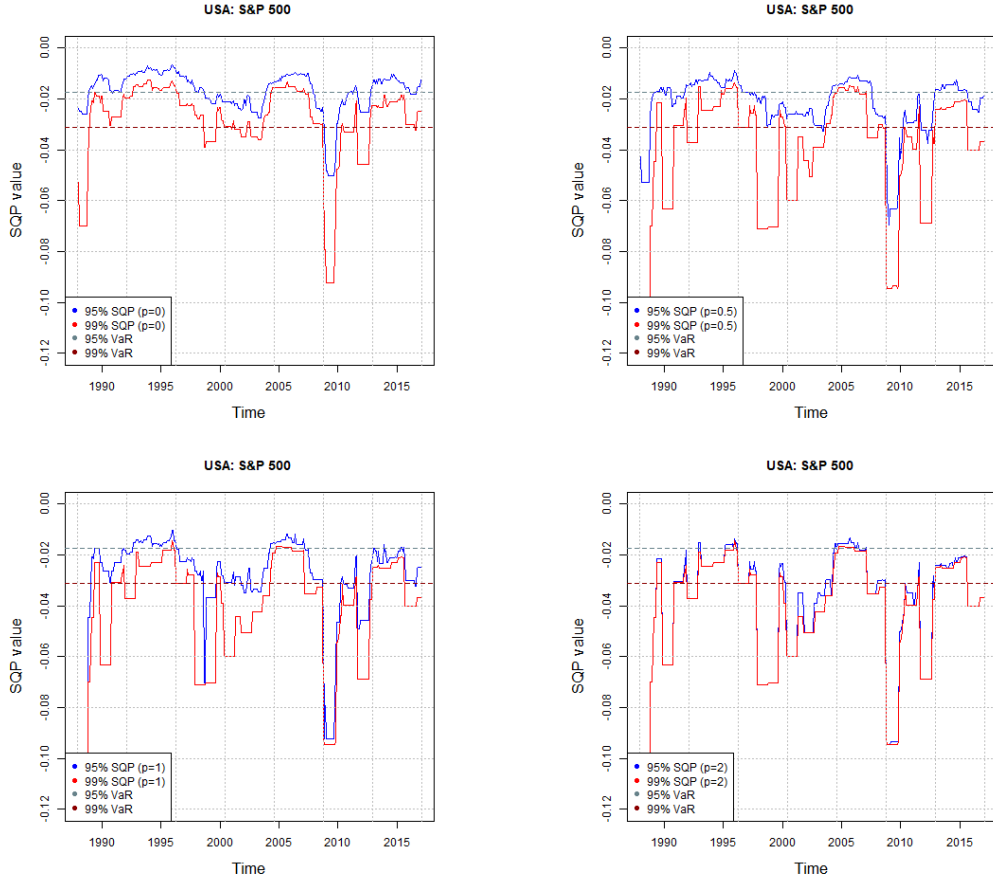 USA: S&P 500
SQP value
0.00
-0.02
-0.04
-0.06
-0.08
-0.10
-0.12
95% SQP (p=0)
99% SQP (p=0)
95% VaR
99% VaR
1990 1995 2000 2005 2010 2015
Time
USA: S&P 500
SQP value
0.00
-0.02
-0.04
-0.06
-0.08
-0.10
-0.12
95% SQP (p=0.5)
99% SQP (p=0.5)
95% VaR
99% VaR
1990 1995 2000 2005 2010 2015
Time
USA: S&P 500
SQP value
0.00
-0.02
-0.04
-0.06
-0.08
-0.10
-0.12
95% SQP (p=1)
99% SQP (p=1)
95% VaR
99% VaR
1990 1995 2000 2005 2010 2015
Time
USA: S&P 500
SQP value
0.00
-0.02
-0.04
-0.06
-0.08
-0.10
-0.12
95% SQP (p=2)
99% SQP (p=2)
95% VaR
99% VaR
1990 1995 2000 2005 2010 2015
Time